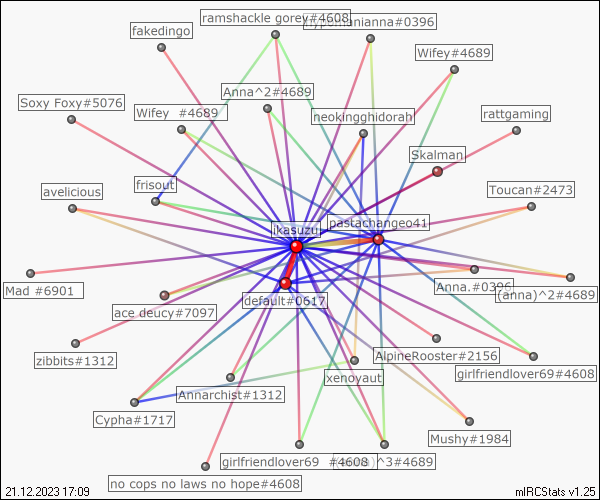 ramshackle gorey#4608
hypomanianna#0396
fakedingo
Wifey#4689
Anna^2#4689
Soxy Foxy#5076
Wifey #4689
neokingghidorah
rattgaming
Skalman
avelicious
frisout
Toucan#2473
ikasuzu
pastachangeo41
Mad #6901
Anna.#0396
(anna)^2#4689
default#0617
ace deucy#7097
zibbits#1312
AlpineRooster#2156
xenoyaut
girlfriendlover69#4608
Annarchist#1312
Cypha#1717
Mushy#1984
girlfriendlover69 #4608
^3#4689
no cops no laws no hope#4608
21.12.2023 17:09
mIRCStats v1.25